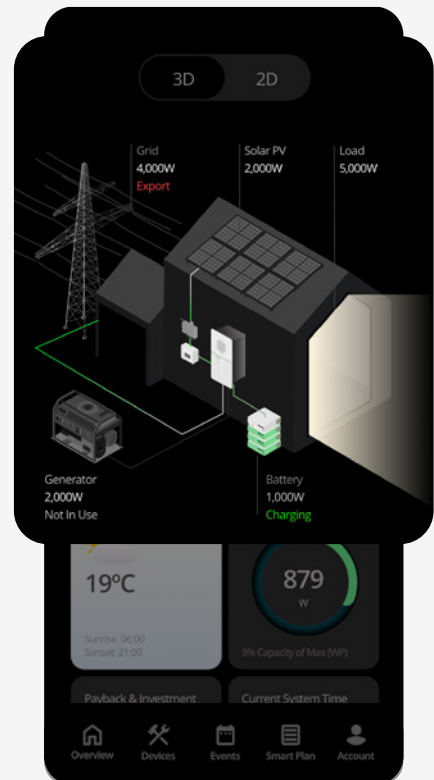 3D 2D
Grid
4,000W
Export
Solar PV
2,000W
Load
5,000W
Generator
2,000W
Not In Use
Battery
1,000W
Charging
19°C
Sunrise: 06:00
Sunset: 21:00
879
W
9% Capacity of Max (WP)
Payback & Investment
Current System Time
Overview Devices Events Smart Plan Account